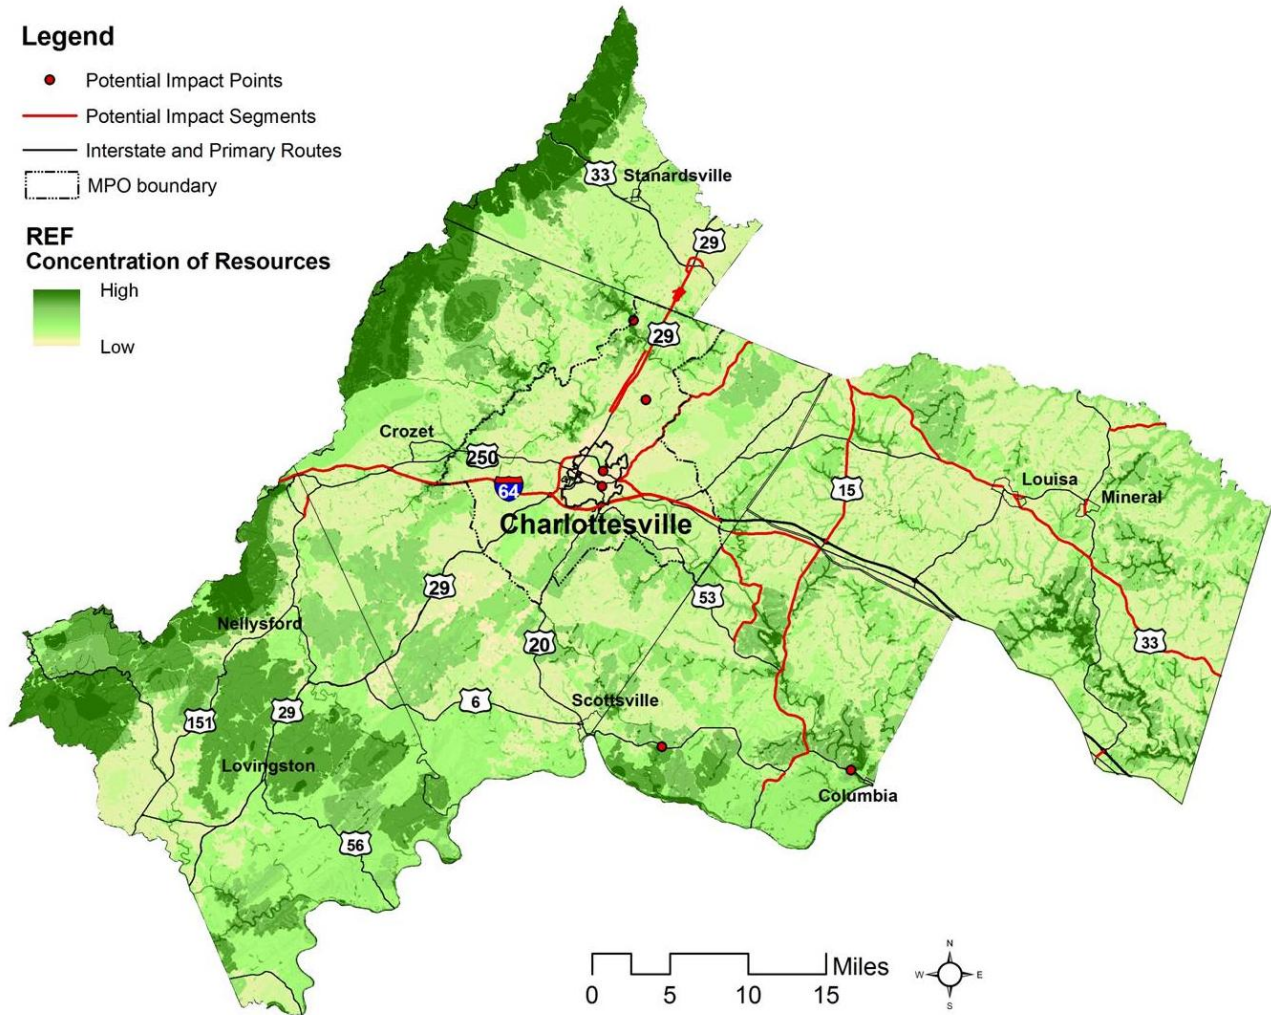 Legend
Potential Impact Points
Potential Impact Segments
Interstate and Primary Routes
MPO boundary
REF
Concentration of Resources
High
Low
33
Stanardsville
29
29
Crozet
250
64
Charlottesville
15
Louisa
Mineral
29
53
Nellysford
20
33
6
Scottsville
151
29
Lovingston
Columbia
56
Miles
0 5 10 15
N
W E
S